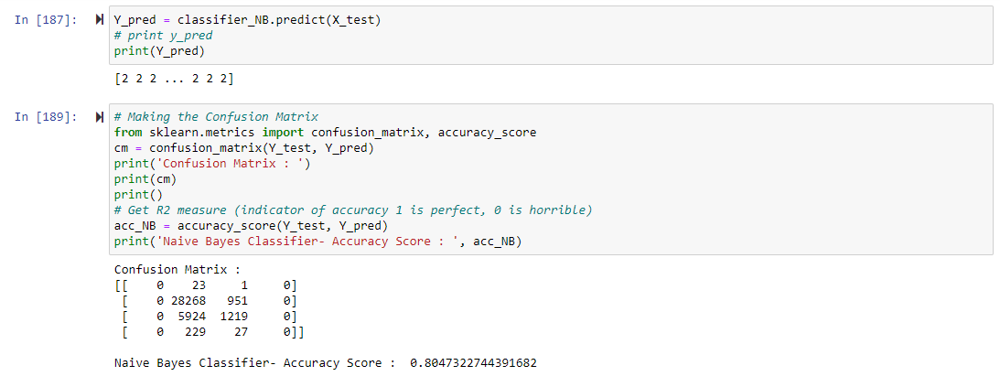 In [187]:
Y_pred = classifier_NB.predict(X_test)
# print y_pred
print(Y_pred)
[2 2 2 ... 2 2 2]
In [189]:
# Making the Confusion Matrix
from sklearn.metrics import confusion_matrix, accuracy_score
cm = confusion_matrix(Y_test, Y_pred)
print('Confusion Matrix : ')
print(cm)
print()
# Get R2 measure (indicator of accuracy 1 is perfect, 0 is horrible)
acc_NB = accuracy_score(Y_test, Y_pred)
print('Naive Bayes Classifier- Accuracy Score : ', acc_NB)
Confusion Matrix :
[[    0    23     1     0]
 [    0 28268   951     0]
 [    0  5924  1219     0]
 [    0   229    27     0]]
Naive Bayes Classifier- Accuracy Score :  0.8047322744391682